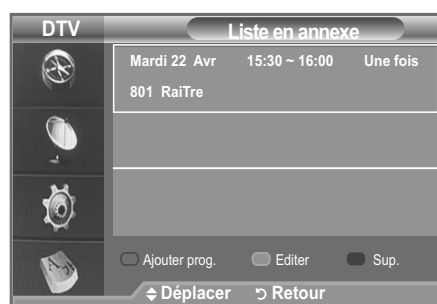 DTV
Liste en annexe
Mardi 22 Avr 15:30 ~ 16:00 Une fois
801 RaiTre
Ajouter prog. Editer Sup.
Déplacer Retour